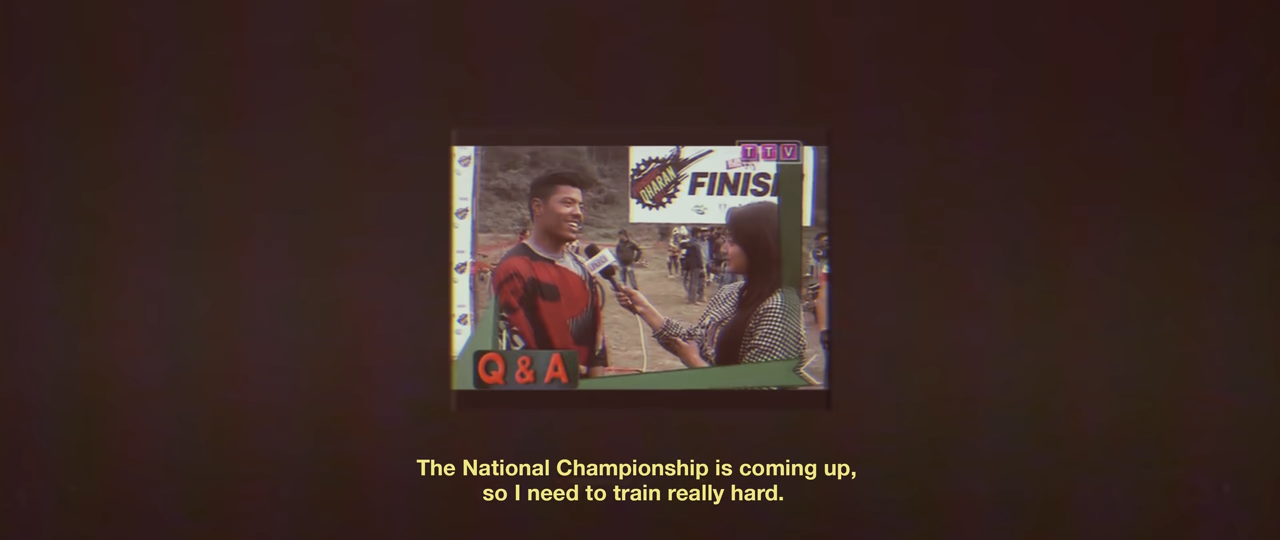 TTV
DHARAN
FINIS
Q & A
The National Championship is coming up,
so I need to train really hard.